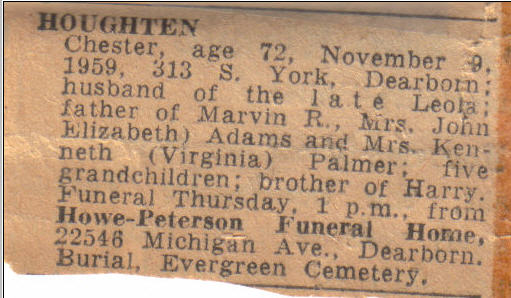 HOUGHTEN
Chester, age 72, November 9,
1959, 313 S. York, Dearborn;
husband of the late Leola;
father of Marvin R., Mrs. John
Elizabeth) Adams and Mrs. Ken-
neth (Virginia) Palmer; five
grandchildren; brother of Harry.
Funeral Thursday, 1 p.m., from
Howe-Peterson Funeral Home,
22546 Michigan Ave., Dearborn.
Burial, Evergreen Cemetery.